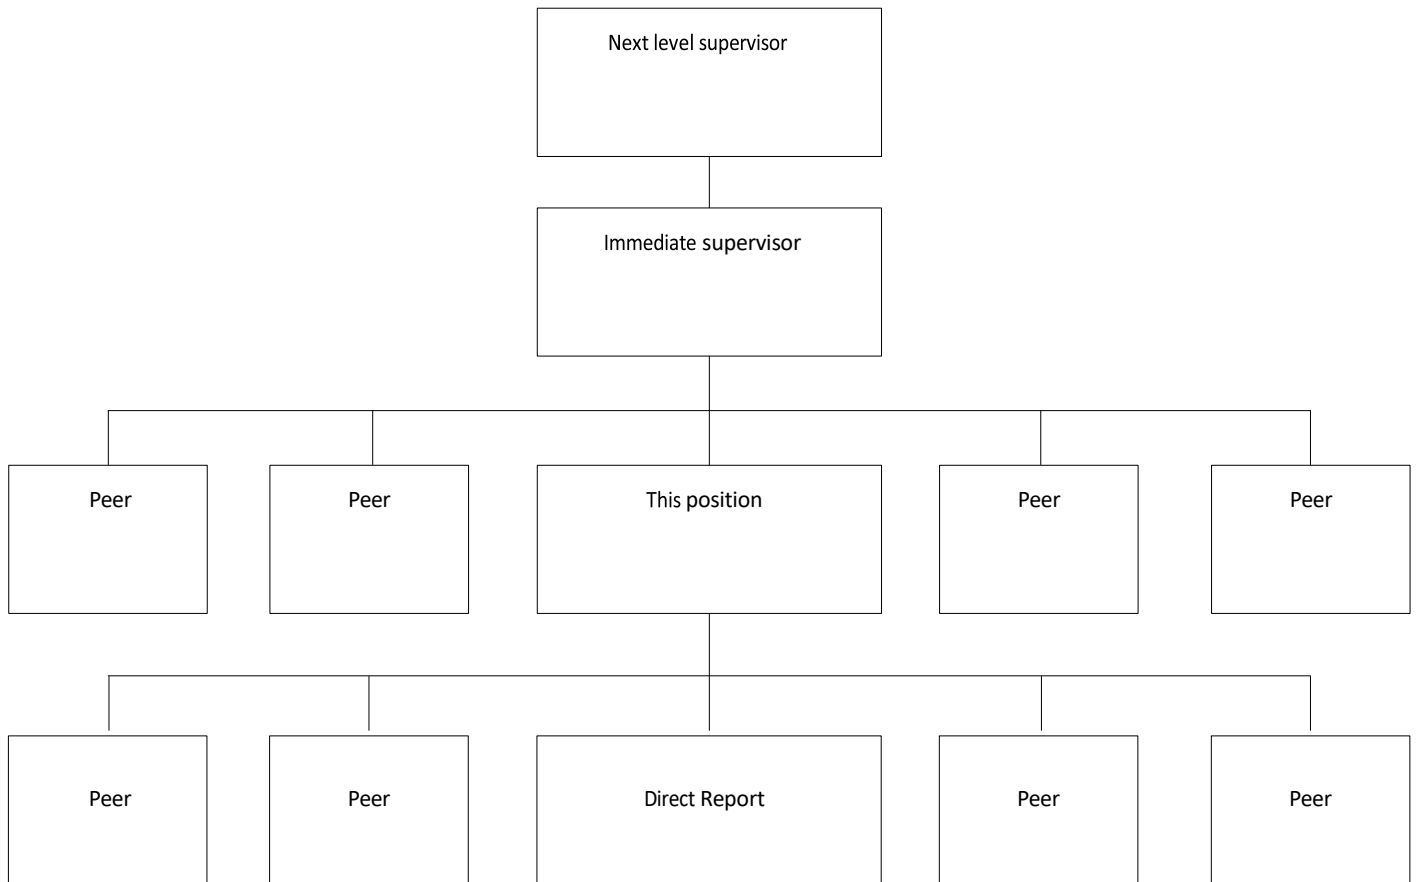 Next level supervisor
Immediate supervisor
Peer
Peer
This position
Peer
Peer
Peer
Peer
Direct Report
Peer
Peer